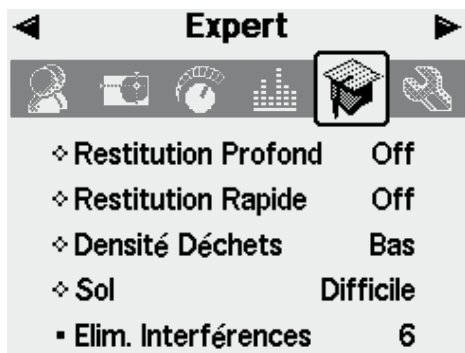 Expert
Restitution Profond Off
Restitution Rapide Off
Densité Déchets Bas
Sol Difficile
Elim. Interférences 6